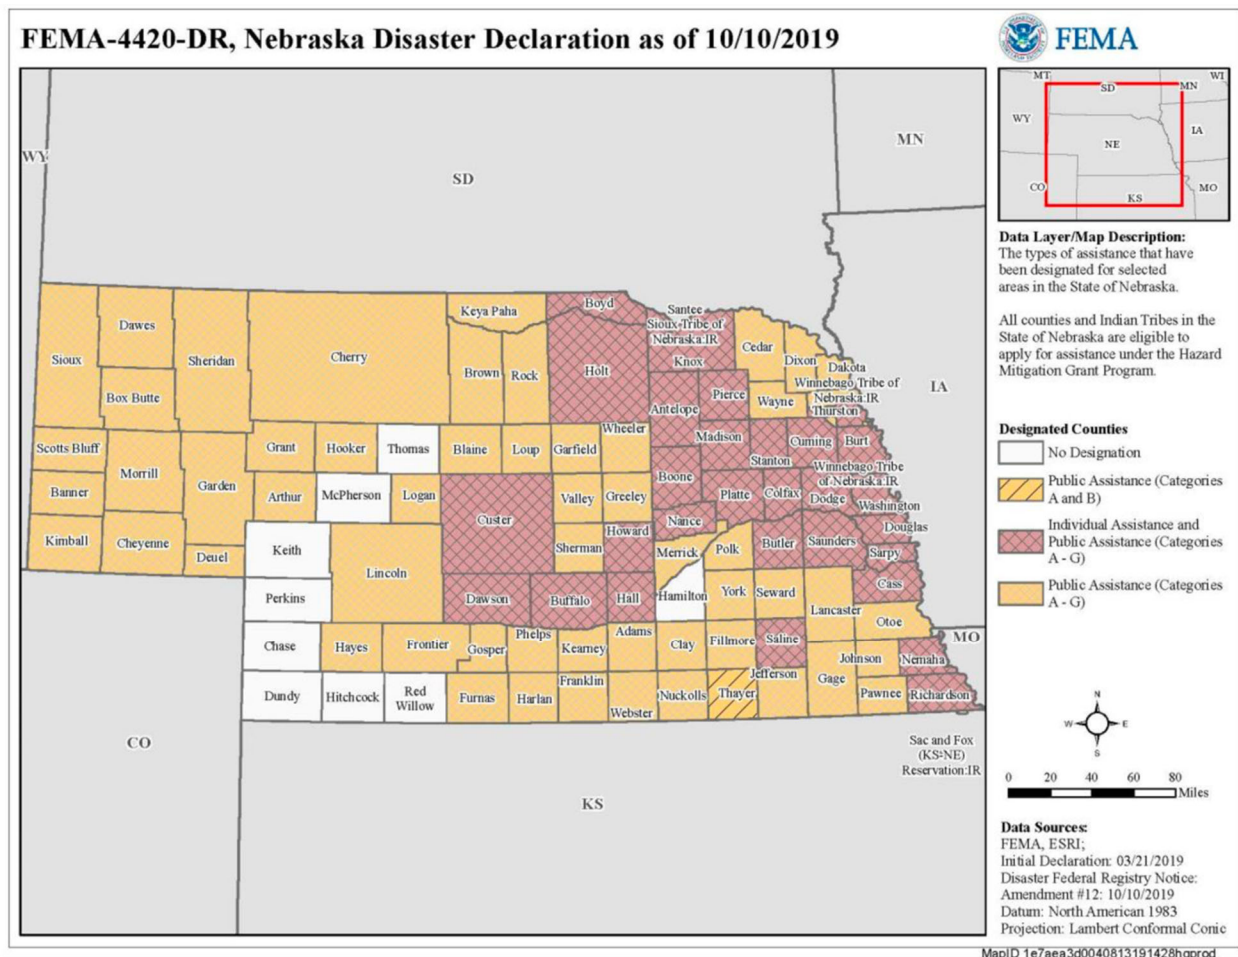 FEMA-4420-DR, Nebraska Disaster Declaration as of 10/10/2019
FEMA
MT
SD
MN
WI
WY
NE
IA
CO
KS
MO
WY
SD
MN
IA
MO
CO
KS
Sioux
Dawes
Box Butte
Sheridan
Cherry
Keya Paha
Brown
Rock
Boyd
Holt
Santee
Sioux Tribe of
Nebraska:IR
Knox
Cedar
Dixon
Dakota
Winnebago Tribe of
Nebraska:IR
Thurston
Antelope
Pierce
Wayne
Scotts Bluff
Banner
Kimball
Morrill
Cheyenne
Garden
Deuel
Grant
Hooker
Thomas
Blaine
Loup
Garfield
Wheeler
Madison
Stanton
Cuming
Burt
Winnebago Tribe
of Nebraska:IR
Boone
Platte
Colfax
Dodge
Washington
Douglas
Arthur
McPherson
Logan
Custer
Valley
Greeley
Nance
Howard
Sherman
Merrick
Polk
Butler
Saunders
Sarpy
Cass
Keith
Perkins
Lincoln
Dawson
Buffalo
Hall
Hamilton
York
Seward
Lancaster
Otoe
Chase
Hayes
Frontier
Gosper
Phelps
Kearney
Adams
Clay
Fillmore
Saline
Johnson
Nemaha
Dundy
Hitchcock
Red
Willow
Furnas
Harlan
Franklin
Webster
Nuckolls
Thayer
Jefferson
Gage
Pawnee
Richardson
Sac and Fox
(KS-NE)
Reservation:IR
Data Layer/Map Description:
The types of assistance that have
been designated for selected
areas in the State of Nebraska.
All counties and Indian Tribes in the
State of Nebraska are eligible to
apply for assistance under the Hazard
Mitigation Grant Program.
Designated Counties
No Designation
Public Assistance (Categories
A and B)
Individual Assistance and
Public Assistance (Categories
A - G)
Public Assistance (Categories
A - G)
N
W
E
S
0 20 40 60 80
Miles
Data Sources:
FEMA, ESRI;
Initial Declaration: 03/21/2019
Disaster Federal Registry Notice:
Amendment #12: 10/10/2019
Datum: North American 1983
Projection: Lambert Conformal Conic
MapID 1e7aea3d0040813191428hqprod